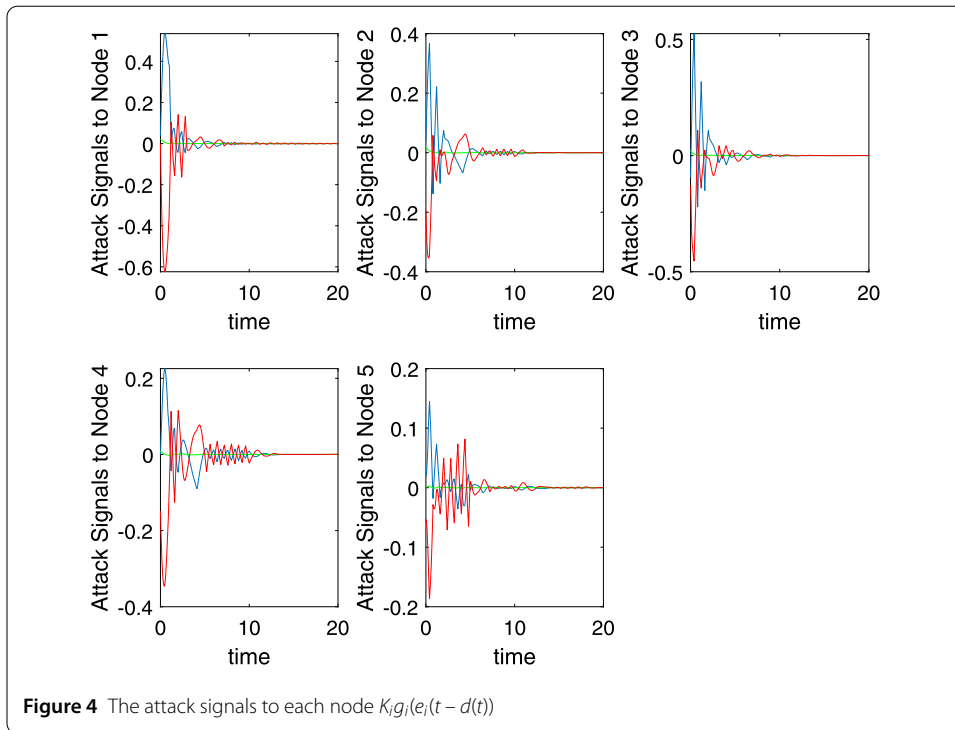 Attack Signals to Node 1
0.4
0.2
0
-0.2
-0.4
-0.6
0 10 20
time
Attack Signals to Node 2
0.4
0.2
0
-0.2
-0.4
0 10 20
time
Attack Signals to Node 3
0.5
0
-0.5
0 10 20
time
Attack Signals to Node 4
0.2
0
-0.2
-0.4
0 10 20
time
Attack Signals to Node 5
0.2
0.1
0
-0.1
-0.2
0 10 20
time
Figure 4 The attack signals to each node Kᵢgᵢ(eᵢ(t – d(t))